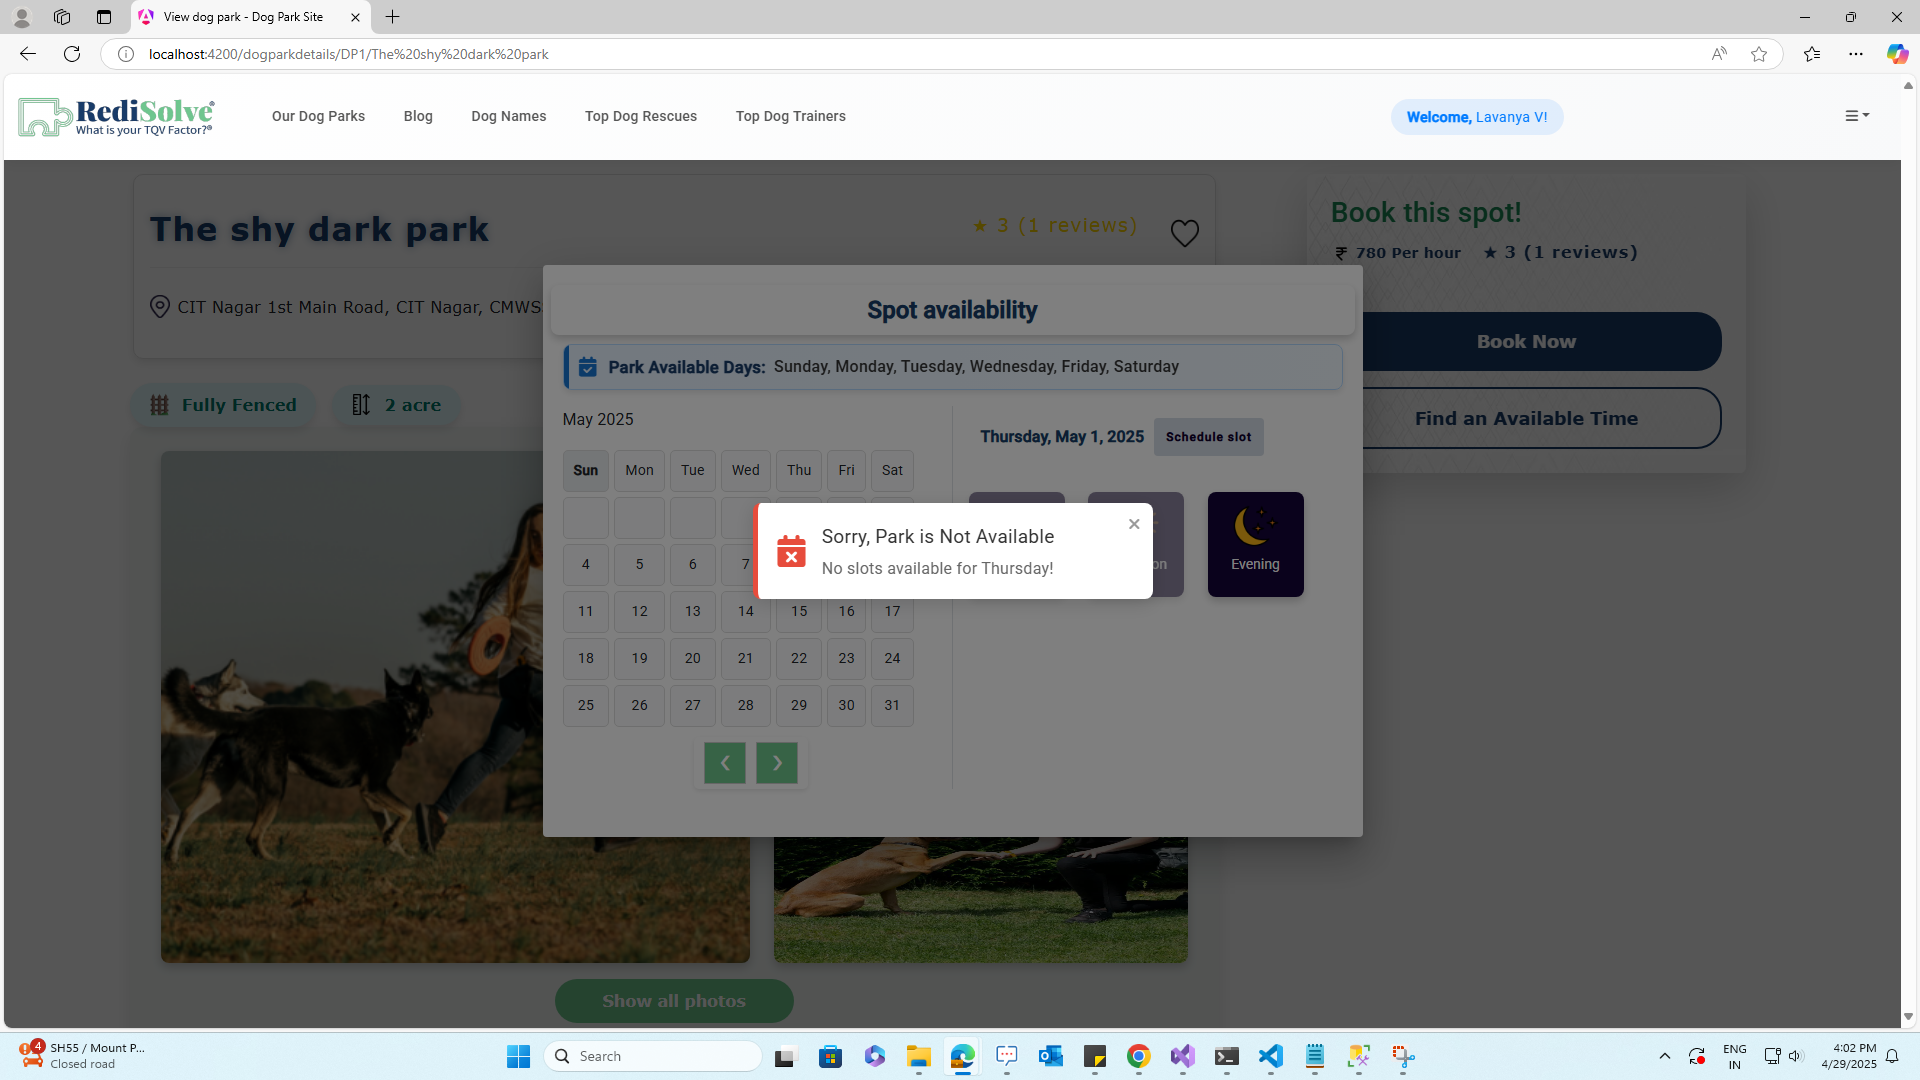 View dog park - Dog Park Site
localhost:4200/dogparkdetails/DP1/The%20shy%20dark%20park
RediSolve®
What is your TQV Factor?®
Our Dog Parks
Blog
Dog Names
Top Dog Rescues
Top Dog Trainers
Welcome, Lavanya V!
The shy dark park
★ 3 (1 reviews)
CIT Nagar 1st Main Road, CIT Nagar, CMWS
Fully Fenced
2 acre
Book this spot!
₹ 780 Per hour ★ 3 (1 reviews)
Book Now
Find an Available Time
Spot availability
Park Available Days: Sunday, Monday, Tuesday, Wednesday, Friday, Saturday
May 2025
Sun Mon Tue Wed Thu Fri Sat
4 5 6 7
11 12 13 14 15 16 17
18 19 20 21 22 23 24
25 26 27 28 29 30 31
Thursday, May 1, 2025
Schedule slot
on
Evening
Sorry, Park is Not Available
No slots available for Thursday!
Show all photos
4
SH55 / Mount P...
Closed road
Search
ENG
IN
4:02 PM
4/29/2025